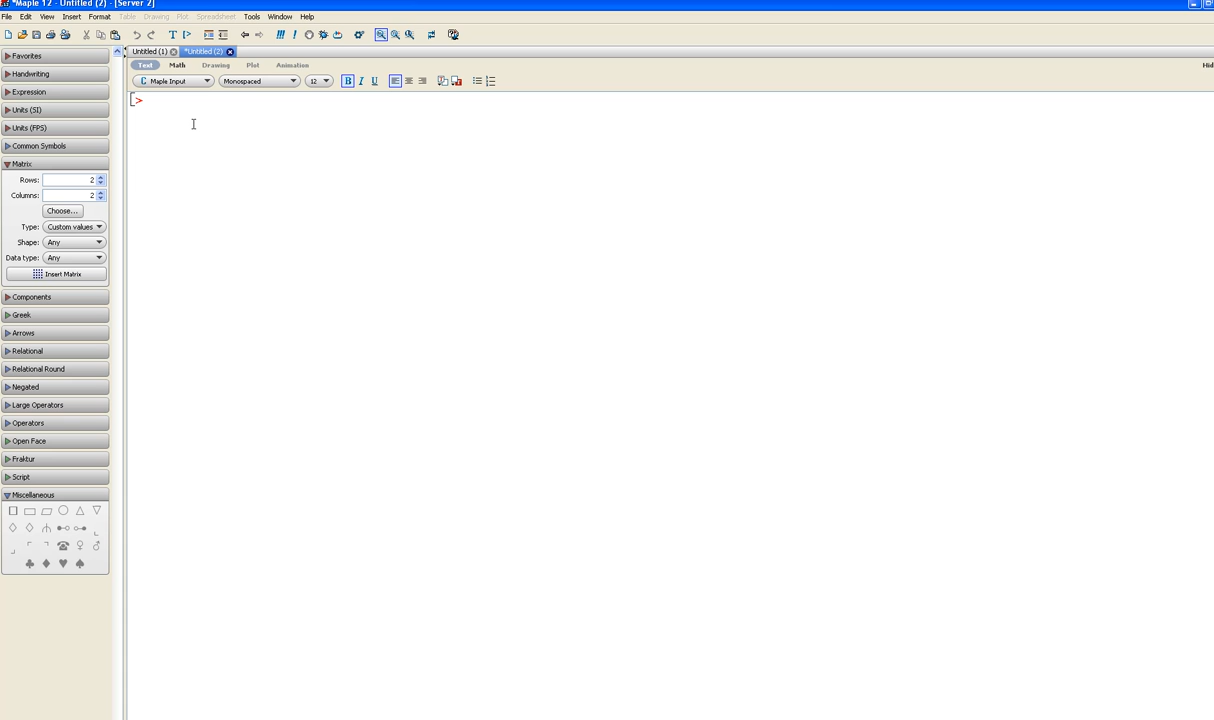 *Maple 12 - Untitled (2) - [Server 2]
File Edit View Insert Format Table Drawing Plot Spreadsheet Tools Window Help
Untitled (1) *Untitled (2)
Text Math Drawing Plot Animation Hid
C Maple Input Monospaced 12 B I U
>
Favorites
Handwriting
Expression
Units (SI)
Units (FPS)
Common Symbols
Matrix
Rows: 2
Columns: 2
Choose...
Type: Custom values
Shape: Any
Data type: Any
Insert Matrix
Components
Greek
Arrows
Relational
Relational Round
Negated
Large Operators
Operators
Open Face
Fraktur
Script
Miscellaneous